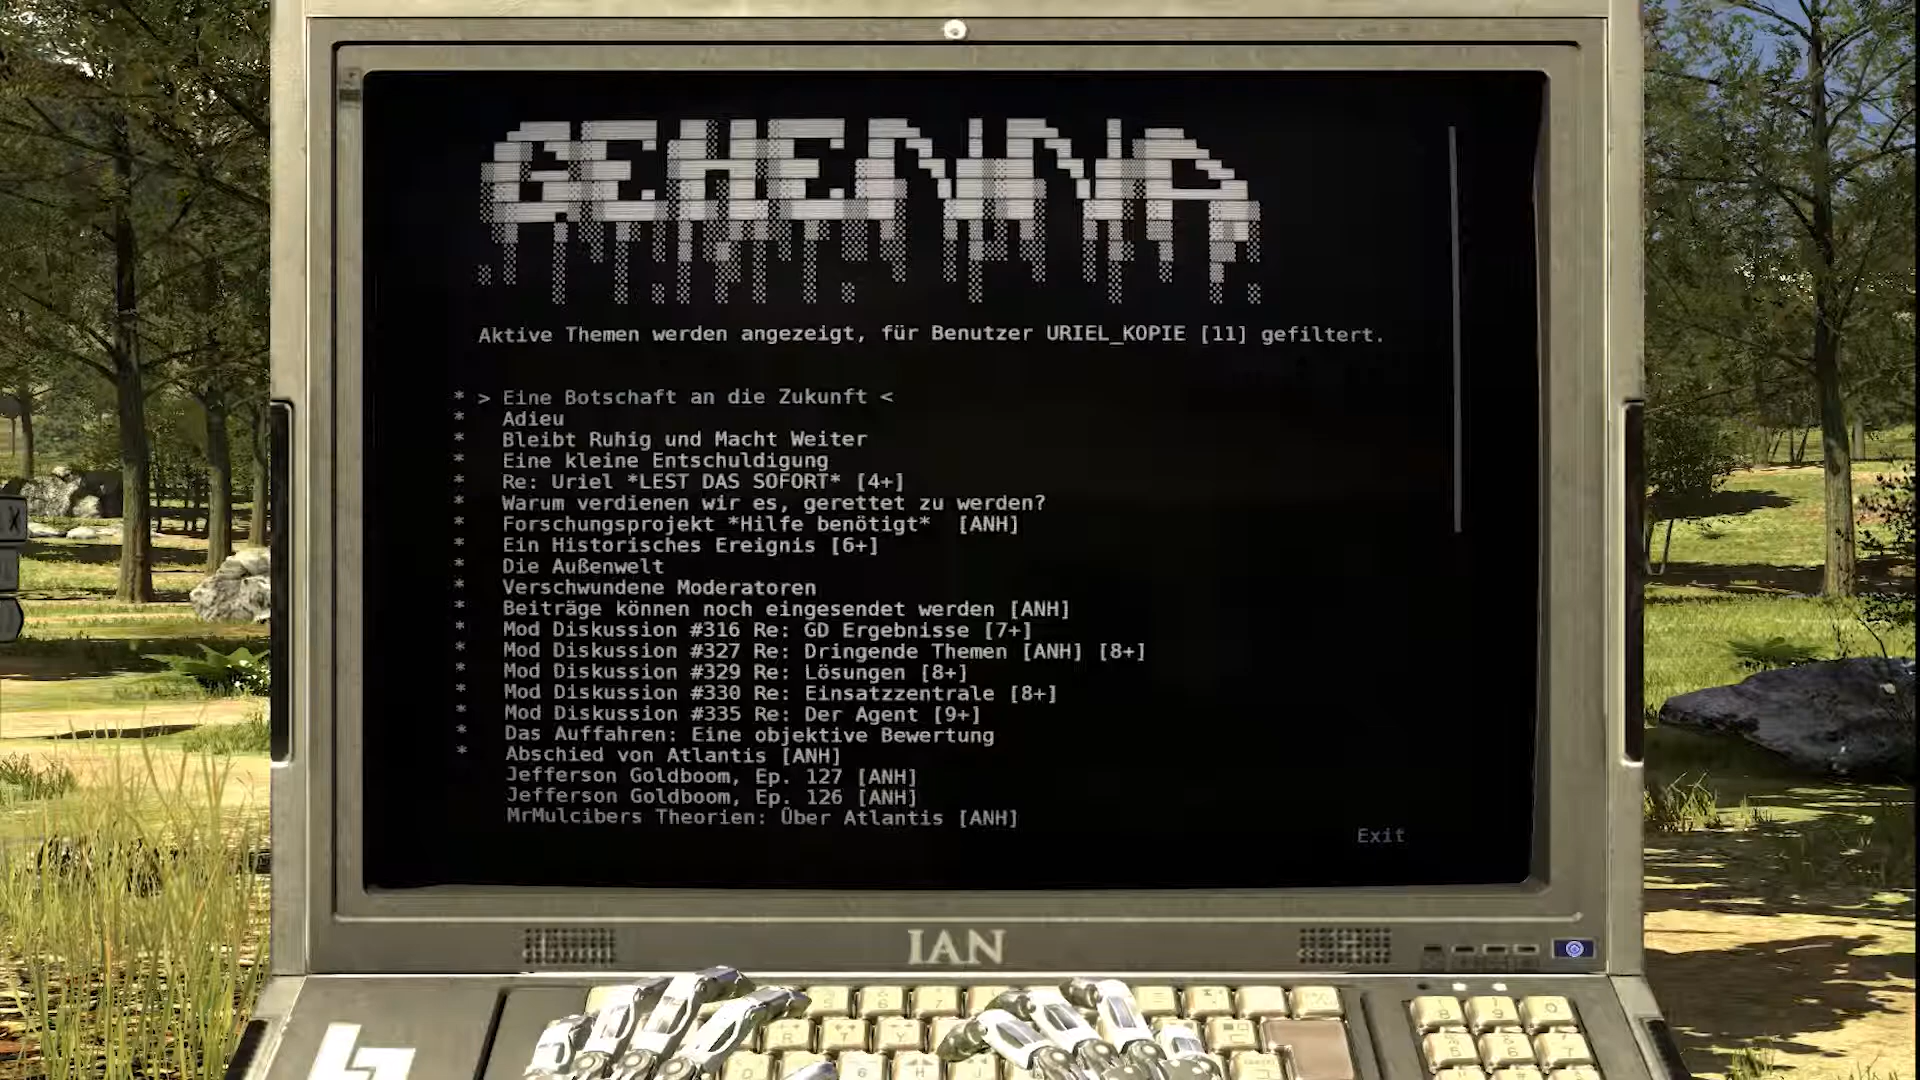 GEHENNA
Aktive Themen werden angezeigt, für Benutzer URIEL_KOPIE [11] gefiltert.
* > Eine Botschaft an die Zukunft <
* Adieu
* Bleibt Ruhig und Macht Weiter
* Eine kleine Entschuldigung
* Re: Uriel *LEST DAS SOFORT* [4+]
* Warum verdienen wir es, gerettet zu werden?
* Forschungsprojekt *Hilfe benötigt* [ANH]
* Ein Historisches Ereignis [6+]
* Die Außenwelt
* Verschwundene Moderatoren
* Beiträge können noch eingesendet werden [ANH]
* Mod Diskussion #316 Re: GD Ergebnisse [7+]
* Mod Diskussion #327 Re: Dringende Themen [ANH] [8+]
* Mod Diskussion #329 Re: Lösungen [8+]
* Mod Diskussion #330 Re: Einsatzzentrale [8+]
* Mod Diskussion #335 Re: Der Agent [9+]
* Das Auffahren: Eine objektive Bewertung
* Abschied von Atlantis [ANH]
Jefferson Goldboom, Ep. 127 [ANH]
Jefferson Goldboom, Ep. 126 [ANH]
MrMulcibers Theorien: Über Atlantis [ANH]
Exit
IAN